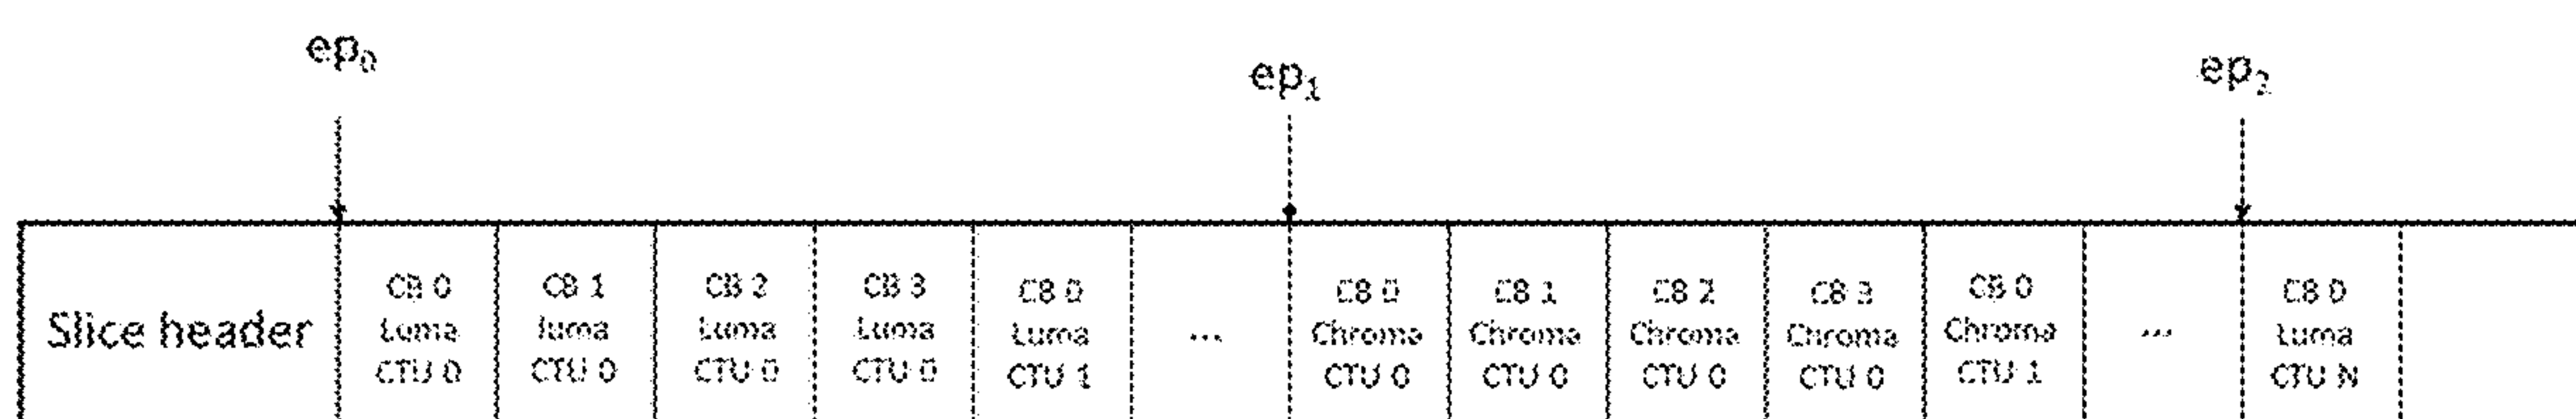 ep0
ep1
ep2
Slice header
CB 0
Luma
CTU 0
CB 1
luma
CTU 0
CB 2
Luma
CTU 0
CB 3
Luma
CTU 0
CB 0
Luma
CTU 1
...
CB 0
Chroma
CTU 0
CB 1
Chroma
CTU 0
CB 2
Chroma
CTU 0
CB 3
Chroma
CTU 0
CB 0
Chroma
CTU 1
...
CB 0
Luma
CTU N